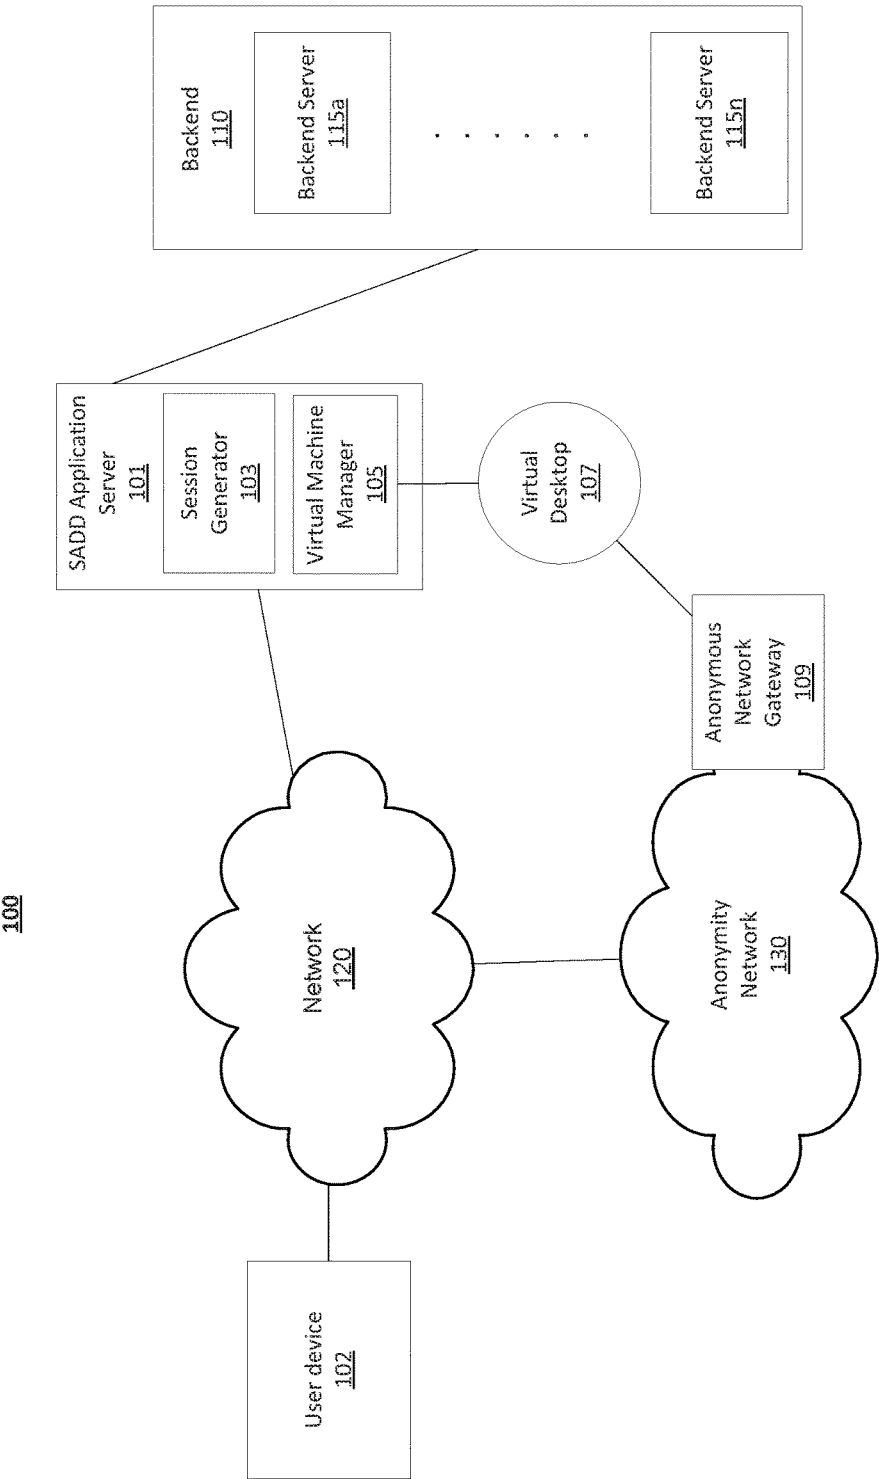 100
User device
102
Network
120
SADD Application
Server
101
Session
Generator
103
Virtual Machine
Manager
105
Backend
110
Backend Server
115a
. . . . . .
Backend Server
115n
Virtual
Desktop
107
Anonymous
Network
Gateway
109
Anonymity
Network
130